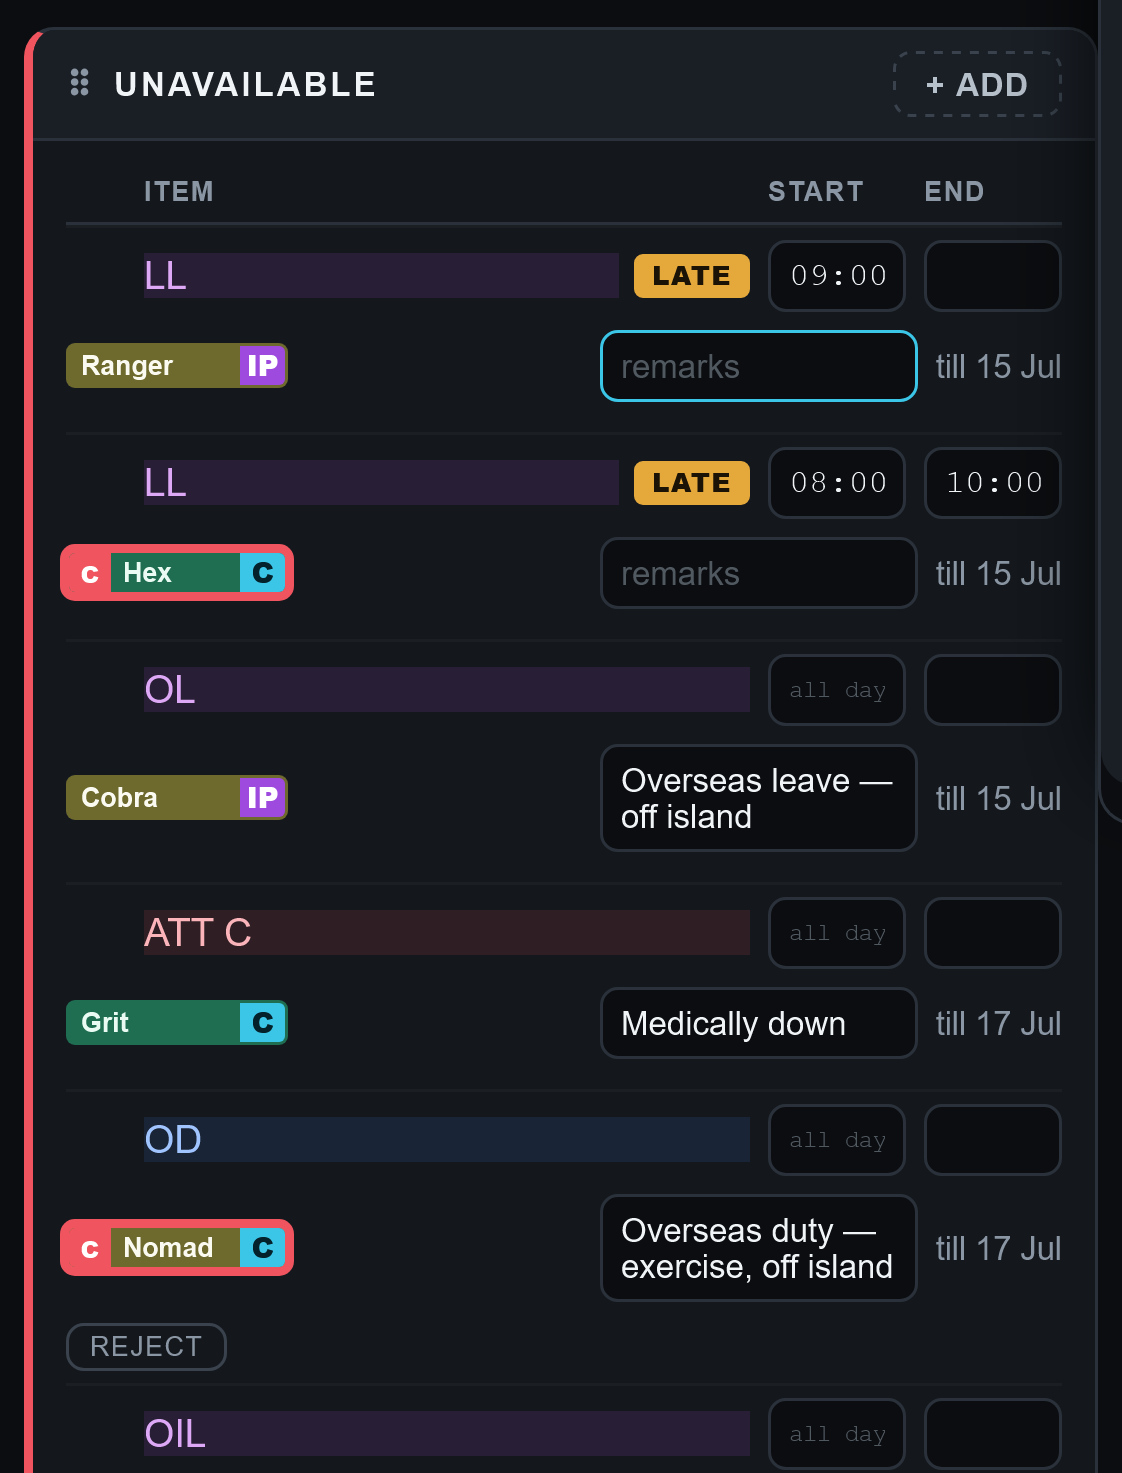 UNAVAILABLE
+ ADD
ITEM START END
LL LATE 09:00
Ranger IP remarks till 15 Jul
LL LATE 08:00 10:00
c Hex C remarks till 15 Jul
OL all day
Cobra IP Overseas leave —
off island till 15 Jul
ATT C all day
Grit C Medically down till 17 Jul
OD all day
c Nomad C Overseas duty —
exercise, off island till 17 Jul
REJECT
OIL all day